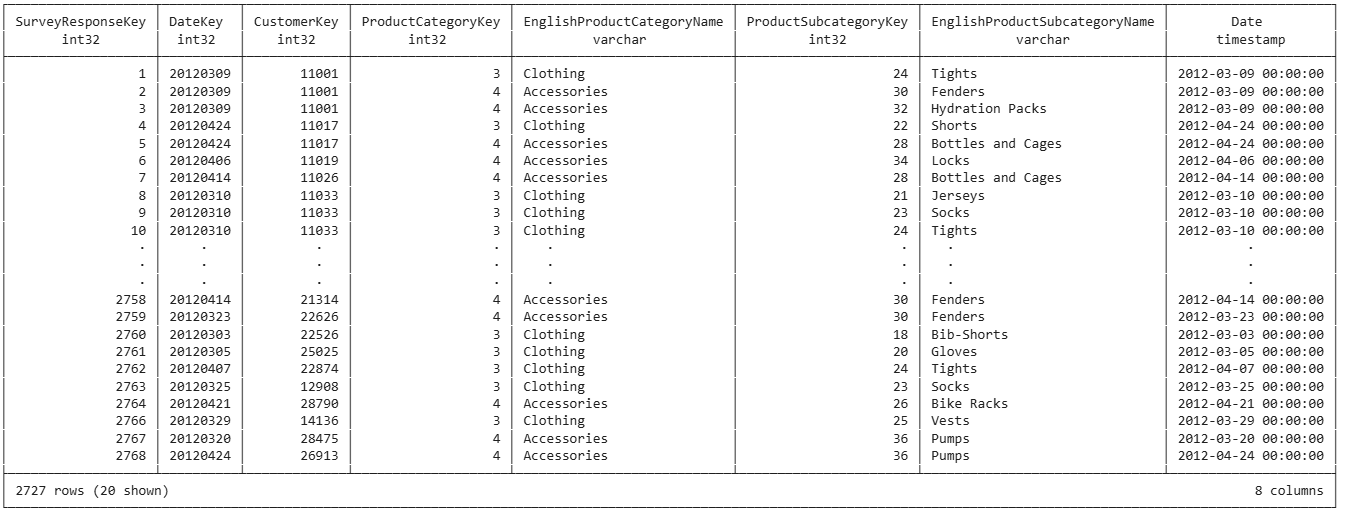 SurveyResponseKey DateKey CustomerKey ProductCategoryKey EnglishProductCategoryName ProductSubcategoryKey EnglishProductSubcategoryName Date
int32 int32 int32 int32 varchar int32 varchar timestamp
1 20120309 11001 3 Clothing 24 Tights 2012-03-09 00:00:00
2 20120309 11001 4 Accessories 30 Fenders 2012-03-09 00:00:00
3 20120309 11001 4 Accessories 32 Hydration Packs 2012-03-09 00:00:00
4 20120424 11017 3 Clothing 22 Shorts 2012-04-24 00:00:00
5 20120424 11017 4 Accessories 28 Bottles and Cages 2012-04-24 00:00:00
6 20120406 11019 4 Accessories 34 Locks 2012-04-06 00:00:00
7 20120414 11026 4 Accessories 28 Bottles and Cages 2012-04-14 00:00:00
8 20120310 11033 3 Clothing 21 Jerseys 2012-03-10 00:00:00
9 20120310 11033 3 Clothing 23 Socks 2012-03-10 00:00:00
10 20120310 11033 3 Clothing 24 Tights 2012-03-10 00:00:00
. . . . . . . .
. . . . . . . .
. . . . . . . .
2758 20120414 21314 4 Accessories 30 Fenders 2012-04-14 00:00:00
2759 20120323 22626 4 Accessories 30 Fenders 2012-03-23 00:00:00
2760 20120303 22526 3 Clothing 18 Bib-Shorts 2012-03-03 00:00:00
2761 20120305 25025 3 Clothing 20 Gloves 2012-03-05 00:00:00
2762 20120407 22874 3 Clothing 24 Tights 2012-04-07 00:00:00
2763 20120325 12908 3 Clothing 23 Socks 2012-03-25 00:00:00
2764 20120421 28790 4 Accessories 26 Bike Racks 2012-04-21 00:00:00
2766 20120329 14136 3 Clothing 25 Vests 2012-03-29 00:00:00
2767 20120320 28475 4 Accessories 36 Pumps 2012-03-20 00:00:00
2768 20120424 26913 4 Accessories 36 Pumps 2012-04-24 00:00:00
2727 rows (20 shown) 8 columns